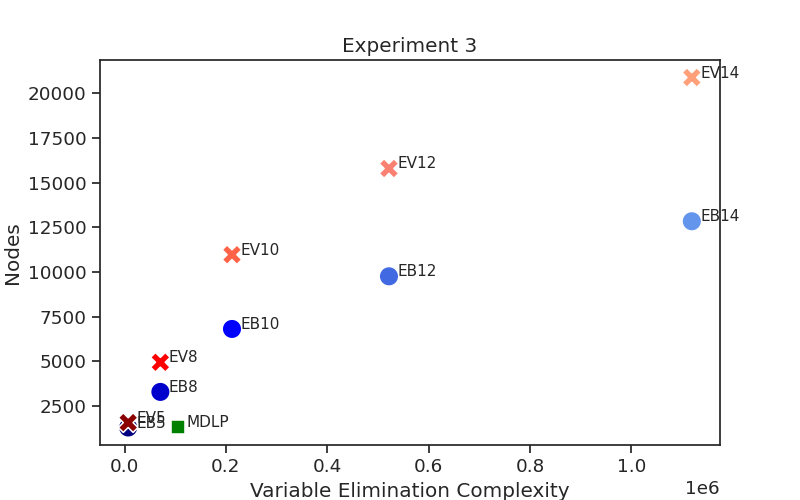 Experiment 3
Nodes
20000
17500
15000
12500
10000
7500
5000
2500
EV14
EV12
EB14
EV10
EB12
EB10
EV8
EB8
EV5
EB5
MDLP
0.0 0.2 0.4 0.6 0.8 1.0
1e6
Variable Elimination Complexity